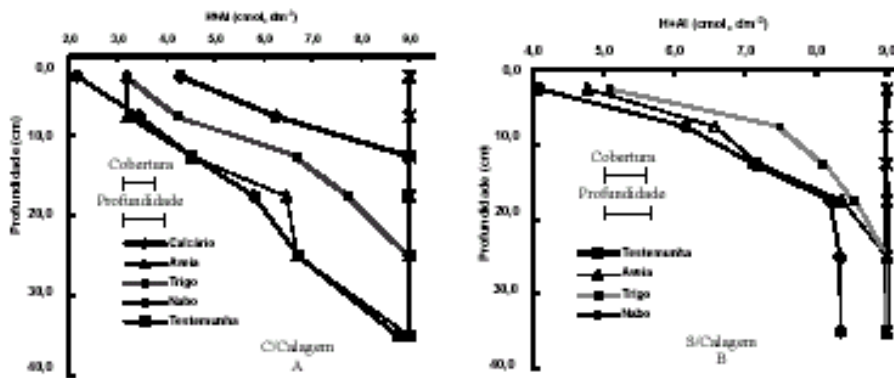 H+Al (cmol_c dm⁻³)
2,0 3,0 4,0 5,0 6,0 7,0 8,0 9,0
0,0
10,0
20,0
30,0
40,0
Profundidade (cm)
Cobertura
Profundidade
Calcário
Aveia
Trigo
Nabo
Testemunha
C/Calagem
A
H+Al (cmol_c dm⁻³)
4,0 5,0 6,0 7,0 8,0 9,0
0,0
10,0
20,0
30,0
40,0
Profundidade (cm)
Cobertura
Profundidade
Testemunha
Aveia
Trigo
Nabo
S/Calagem
B